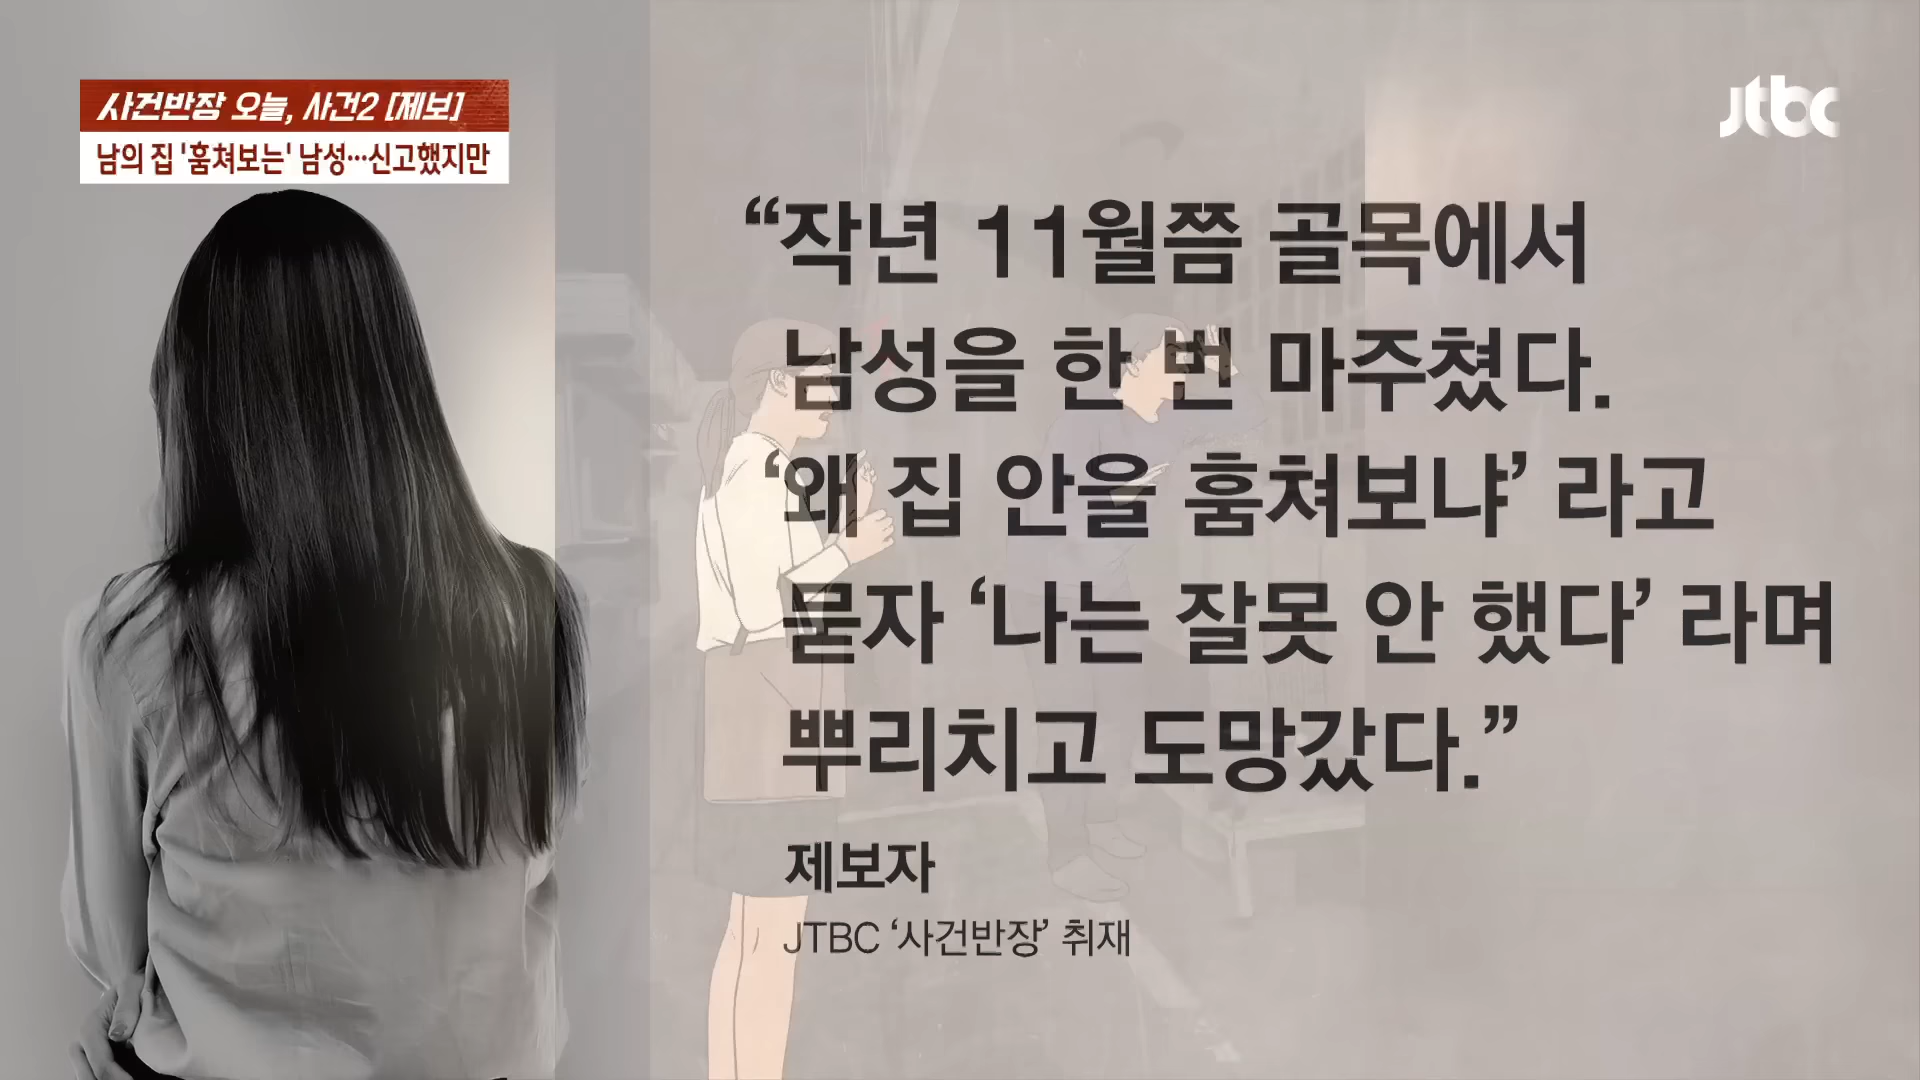 사건반장 오늘, 사건2 [제보]
남의 집 '훔쳐보는' 남성…신고했지만
jtbc
“작년 11월쯤 골목에서
남성을 한 번 마주쳤다.
‘왜 집 안을 훔쳐보냐’ 라고
묻자 ‘나는 잘못 안 했다’ 라며
뿌리치고 도망갔다.”
제보자
JTBC ‘사건반장’ 취재